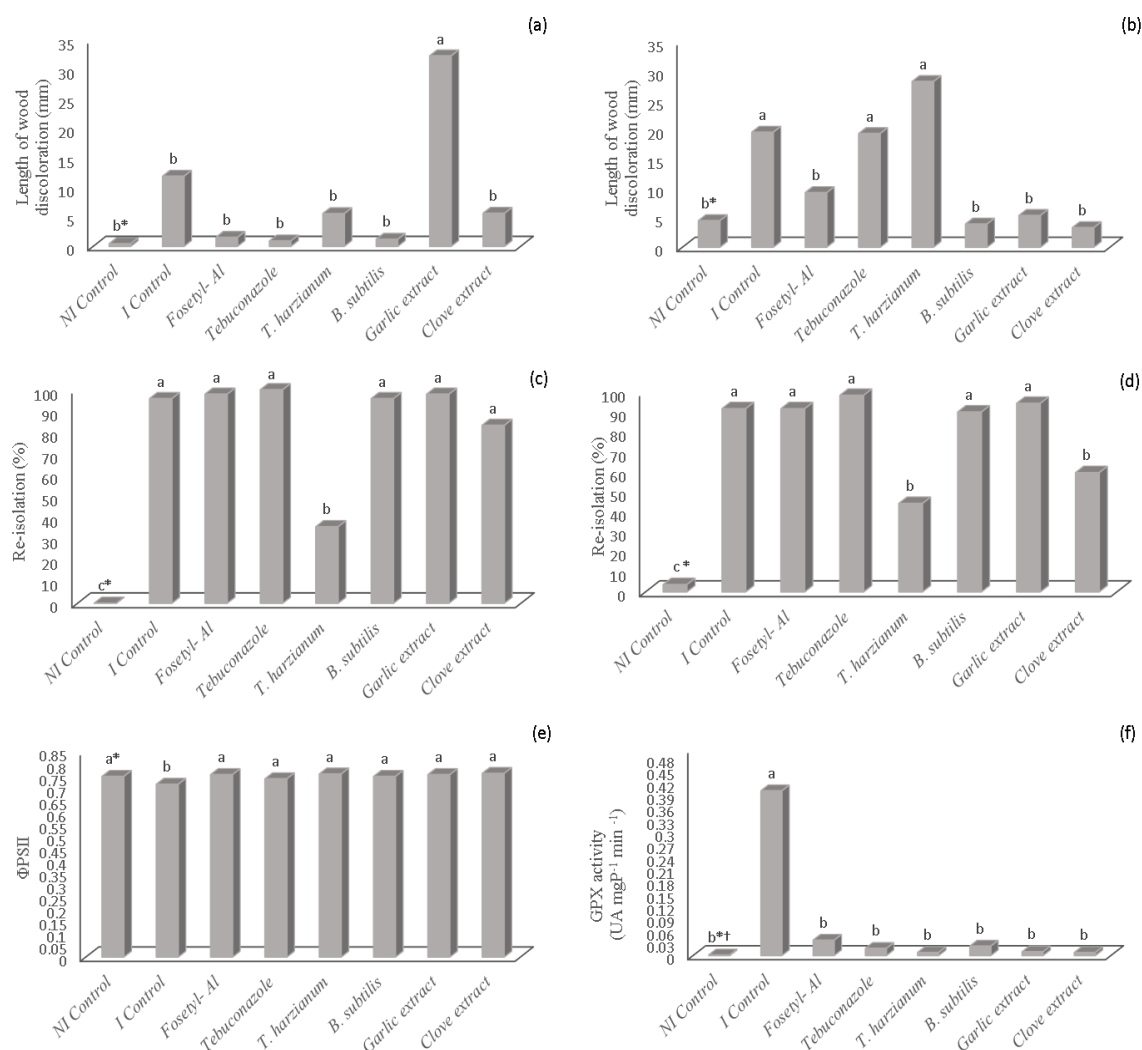 (a)
Length of wood
discoloration (mm)
35
30
25
20
15
10
5
0
b*
b
b
b
b
b
a
b
NI Control
I Control
Fosetyl- Al
Tebuconazole
T. harzianum
B. subtilis
Garlic extract
Clove extract
(b)
Length of wood
discoloration (mm)
35
30
25
20
15
10
5
0
b*
a
b
a
a
b
b
b
NI Control
I Control
Fosetyl- Al
Tebuconazole
T. harzianum
B. subtilis
Garlic extract
Clove extract
(c)
Re-isolation (%)
100
90
80
70
60
50
40
30
20
10
0
c*
a
a
a
b
a
a
a
NI Control
I Control
Fosetyl- Al
Tebuconazole
T. harzianum
B. subtilis
Garlic extract
Clove extract
(d)
Re-isolation (%)
100
90
80
70
60
50
40
30
20
10
0
c*
a
a
a
b
a
a
b
NI Control
I Control
Fosetyl- Al
Tebuconazole
T. harzianum
B. subtilis
Garlic extract
Clove extract
(e)
ΦPSII
0.85
0.8
0.75
0.7
0.65
0.6
0.55
0.5
0.45
0.4
0.35
0.3
0.25
0.2
0.15
0.1
0.05
0
a*
b
a
a
a
a
a
a
NI Control
I Control
Fosetyl- Al
Tebuconazole
T. harzianum
B. subtilis
Garlic extract
Clove extract
(f)
GPX activity
(UA mgP⁻¹ min ⁻¹)
0.48
0.45
0.42
0.39
0.36
0.33
0.3
0.27
0.24
0.21
0.18
0.15
0.12
0.09
0.06
0.03
0
b*†
a
b
b
b
b
b
b
NI Control
I Control
Fosetyl- Al
Tebuconazole
T. harzianum
B. subtilis
Garlic extract
Clove extract